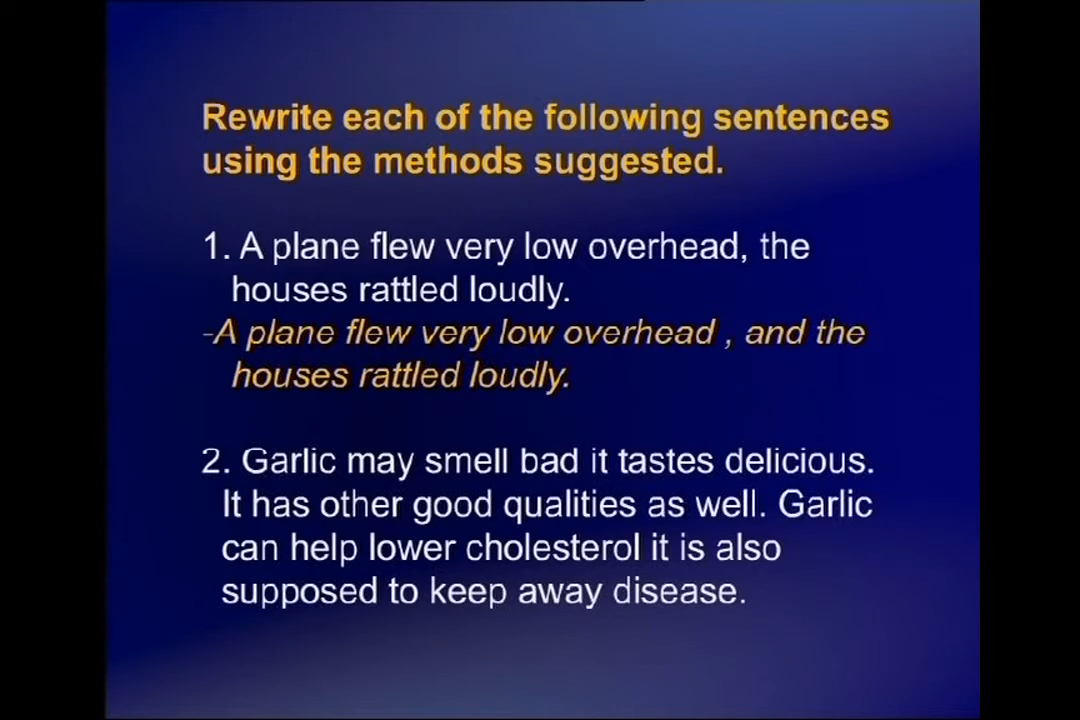 Rewrite each of the following sentences
using the methods suggested.
1. A plane flew very low overhead, the
houses rattled loudly.
-A plane flew very low overhead , and the
houses rattled loudly.
2. Garlic may smell bad it tastes delicious.
It has other good qualities as well. Garlic
can help lower cholesterol it is also
supposed to keep away disease.